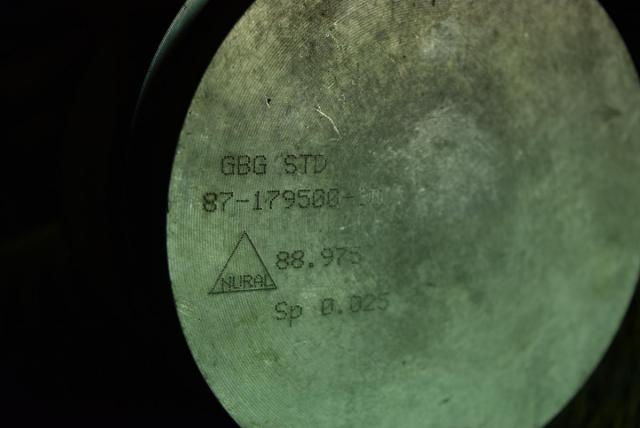 GBG STD
87-179500-
88.975
NURAL
Sp 0.025